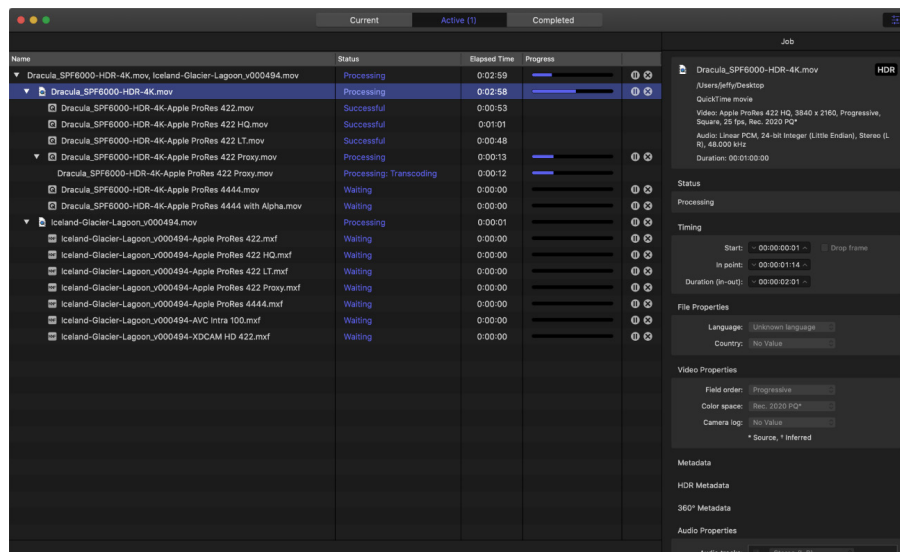 Current Active (1) Completed
Job
Name Status Elapsed Time Progress
Dracula_SPF6000-HDR-4K.mov, Iceland-Glacier-Lagoon_v000494.mov Processing 0:02:59
Dracula_SPF6000-HDR-4K.mov Processing 0:02:58
Dracula_SPF6000-HDR-4K-Apple ProRes 422.mov Successful 0:00:53
Dracula_SPF6000-HDR-4K-Apple ProRes 422 HQ.mov Successful 0:01:01
Dracula_SPF6000-HDR-4K-Apple ProRes 422 LT.mov Successful 0:00:48
Dracula_SPF6000-HDR-4K-Apple ProRes 422 Proxy.mov Processing 0:00:13
Dracula_SPF6000-HDR-4K-Apple ProRes 422 Proxy.mov Processing: Transcoding 0:00:12
Dracula_SPF6000-HDR-4K-Apple ProRes 4444.mov Waiting 0:00:00
Dracula_SPF6000-HDR-4K-Apple ProRes 4444 with Alpha.mov Waiting 0:00:00
Iceland-Glacier-Lagoon_v000494.mov Processing 0:00:01
Iceland-Glacier-Lagoon_v000494-Apple ProRes 422.mxf Waiting 0:00:00
Iceland-Glacier-Lagoon_v000494-Apple ProRes 422 HQ.mxf Waiting 0:00:00
Iceland-Glacier-Lagoon_v000494-Apple ProRes 422 LT.mxf Waiting 0:00:00
Iceland-Glacier-Lagoon_v000494-Apple ProRes 422 Proxy.mxf Waiting 0:00:00
Iceland-Glacier-Lagoon_v000494-Apple ProRes 4444.mxf Waiting 0:00:00
Iceland-Glacier-Lagoon_v000494-AVC Intra 100.mxf Waiting 0:00:00
Iceland-Glacier-Lagoon_v000494-XDCAM HD 422.mxf Waiting 0:00:00
Dracula_SPF6000-HDR-4K.mov HDR
/Users/jeffy/Desktop
QuickTime movie
Video: Apple ProRes 422 HQ, 3840 x 2160, Progressive,
Square, 25 fps, Rec. 2020 PQ*
Audio: Linear PCM, 24-bit Integer (Little Endian), Stereo (L
R), 48.000 kHz
Duration: 00:01:00:00
Status
Processing
Timing
Start: 00:00:00:01 Drop frame
In point: 00:00:01:14
Duration (in-out): 00:00:02:01
File Properties
Language: Unknown language
Country: No Value
Video Properties
Field order: Progressive
Color space: Rec. 2020 PQ*
Camera log: No Value
* Source, † Inferred
Metadata
HDR Metadata
360° Metadata
Audio Properties